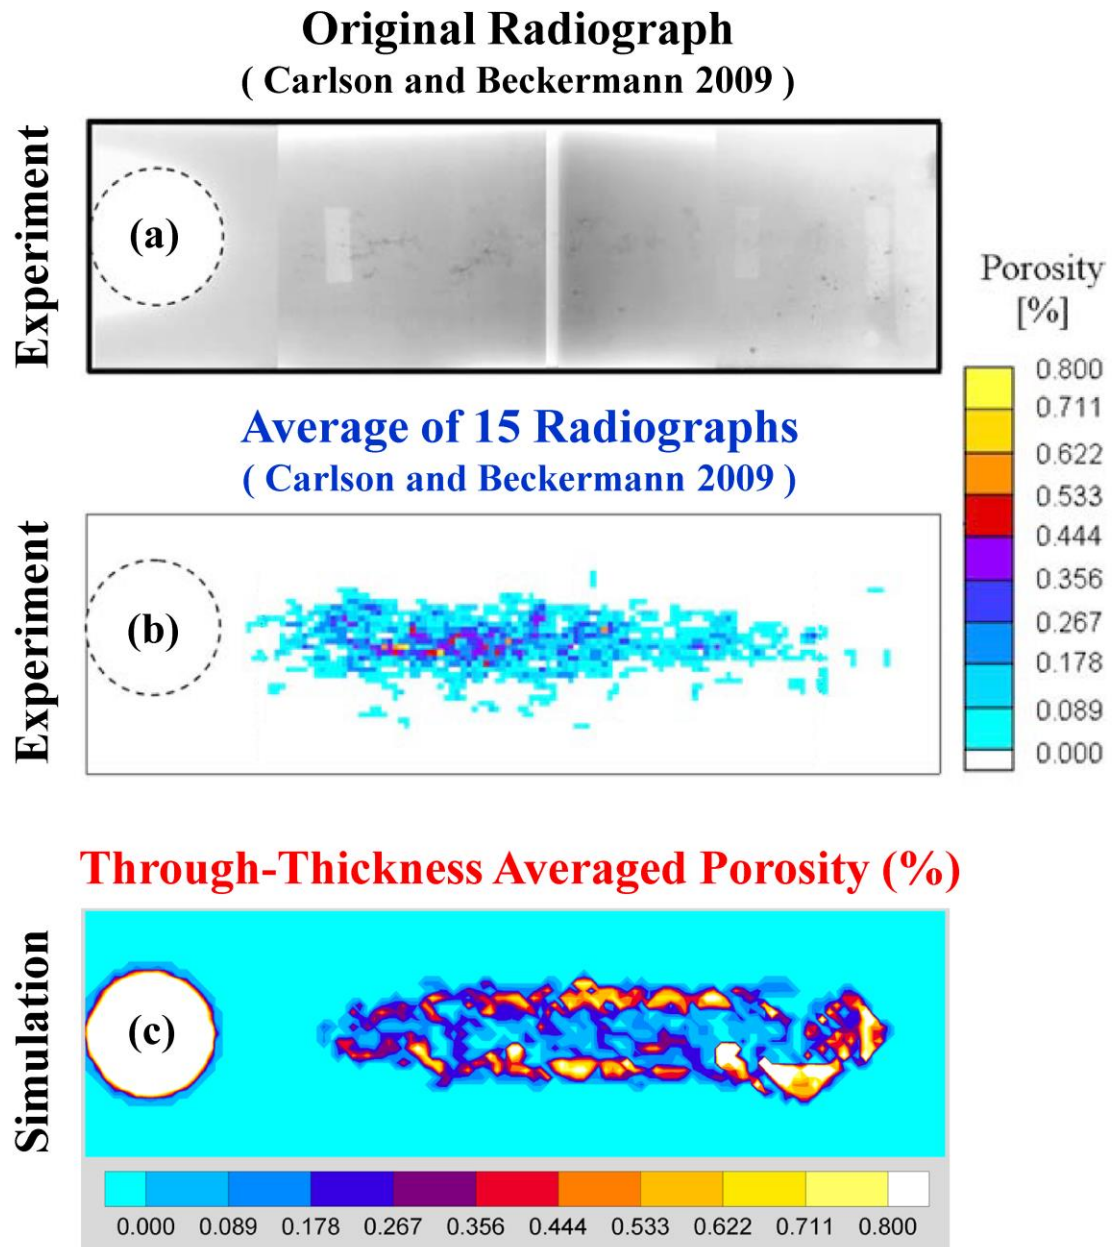 Original Radiograph
( Carlson and Beckermann 2009 )
Experiment
(a)
Porosity
[%]
0.800
0.711
0.622
0.533
0.444
0.356
0.267
0.178
0.089
0.000
Average of 15 Radiographs
( Carlson and Beckermann 2009 )
Experiment
(b)
Through-Thickness Averaged Porosity (%)
Simulation
(c)
0.000 0.089 0.178 0.267 0.356 0.444 0.533 0.622 0.711 0.800